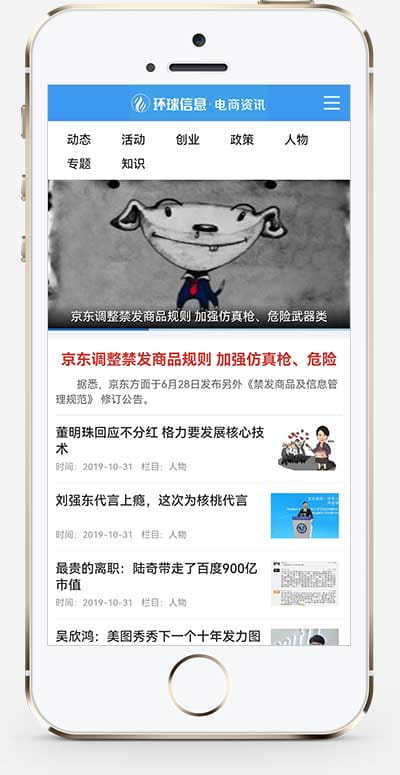 环球信息·电商资讯
动态 活动 创业 政策 人物
专题 知识
京东调整禁发商品规则 加强仿真枪、危险武器类
京东调整禁发商品规则 加强仿真枪、危险
据悉，京东方面于6月28日发布另外《禁发商品及信息管
理规范》 修订公告。
董明珠回应不分红 格力要发展核心技
术
时间：2019-10-31 栏目：人物
刘强东代言上瘾，这次为核桃代言
时间：2019-10-31 栏目：人物
最贵的离职：陆奇带走了百度900亿
市值
时间：2019-10-31 栏目：人物
吴欣鸿：美图秀秀下一个十年发力图